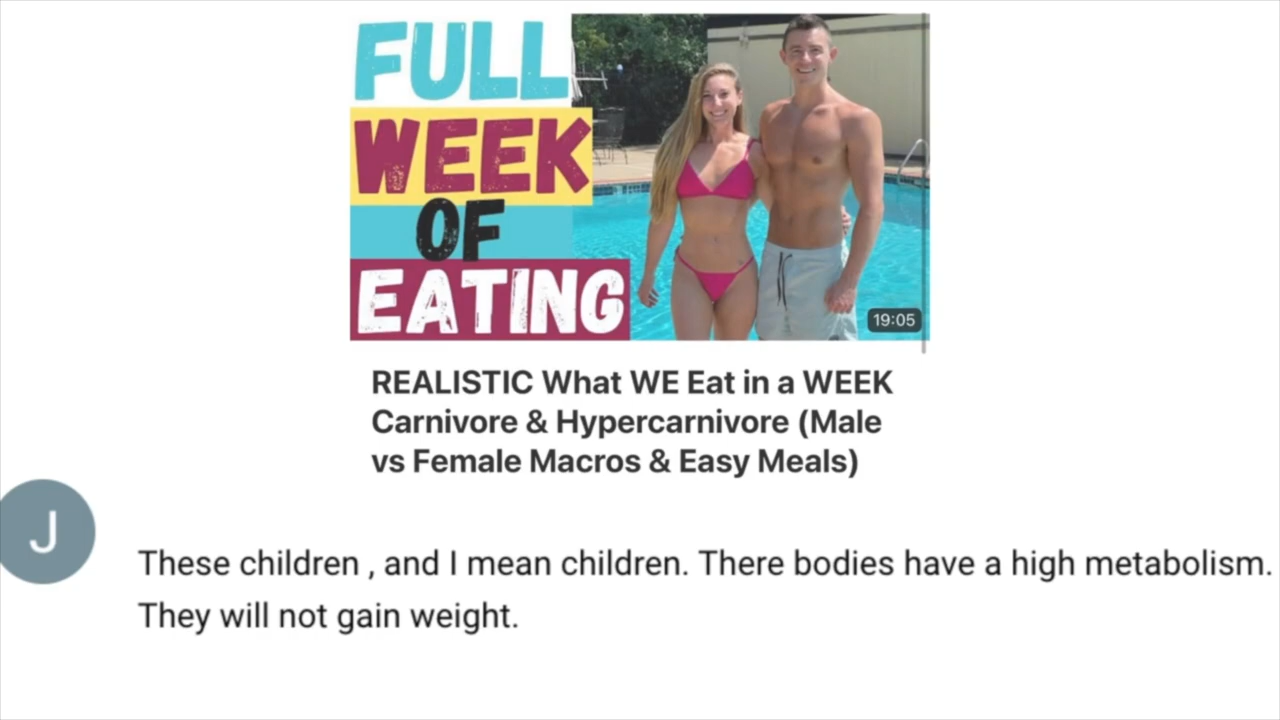 FULL
WEEK
OF
EATING
19:05
REALISTIC What WE Eat in a WEEK
Carnivore & Hypercarnivore (Male
vs Female Macros & Easy Meals)
J
These children , and I mean children. There bodies have a high metabolism.
They will not gain weight.